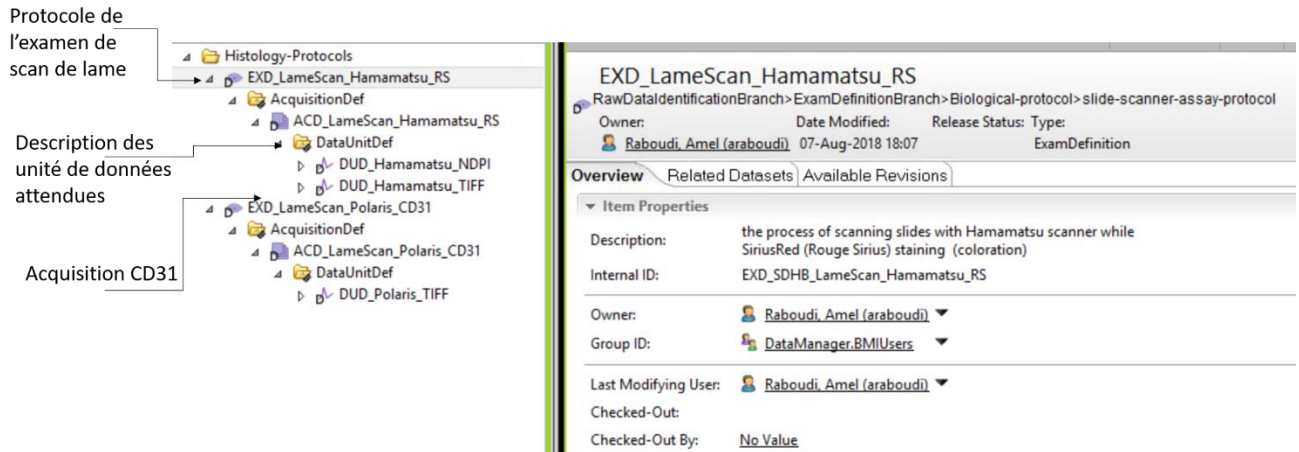 Protocole de
l'examen de
scan de lame
Description des
unité de données
attendues
Acquisition CD31
Histology-Protocols
EXD_LameScan_Hamamatsu_RS
AcquisitionDef
ACD_LameScan_Hamamatsu_RS
DataUnitDef
DUD_Hamamatsu_NDPI
DUD_Hamamatsu_TIFF
EXD_LameScan_Polaris_CD31
AcquisitionDef
ACD_LameScan_Polaris_CD31
DataUnitDef
DUD_Polaris_TIFF
EXD_LameScan_Hamamatsu_RS
RawDataIdentificationBranch>ExamDefinitionBranch>Biological-protocol>slide-scanner-assay-protocol
Owner: Date Modified: Release Status: Type:
Raboudi, Amel (araboudi) 07-Aug-2018 18:07 ExamDefinition
Overview Related Datasets Available Revisions
Item Properties
Description: the process of scanning slides with Hamamatsu scanner while
SiriusRed (Rouge Sirius) staining (coloration)
Internal ID: EXD_SDHB_LameScan_Hamamatsu_RS
Owner: Raboudi, Amel (araboudi)
Group ID: DataManager.BMIUsers
Last Modifying User: Raboudi, Amel (araboudi)
Checked-Out:
Checked-Out By: No Value